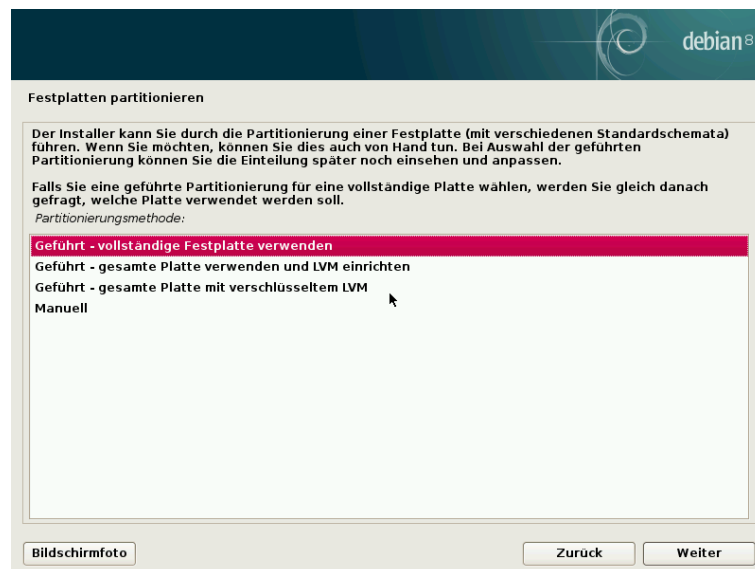 debian 8
Festplatten partitionieren
Der Installer kann Sie durch die Partitionierung einer Festplatte (mit verschiedenen Standardschemata)
führen. Wenn Sie möchten, können Sie dies auch von Hand tun. Bei Auswahl der geführten
Partitionierung können Sie die Einteilung später noch einsehen und anpassen.
Falls Sie eine geführte Partitionierung für eine vollständige Platte wählen, werden Sie gleich danach
gefragt, welche Platte verwendet werden soll.
Partitionierungsmethode:
Geführt - vollständige Festplatte verwenden
Geführt - gesamte Platte verwenden und LVM einrichten
Geführt - gesamte Platte mit verschlüsseltem LVM
Manuell
Bildschirmfoto
Zurück
Weiter